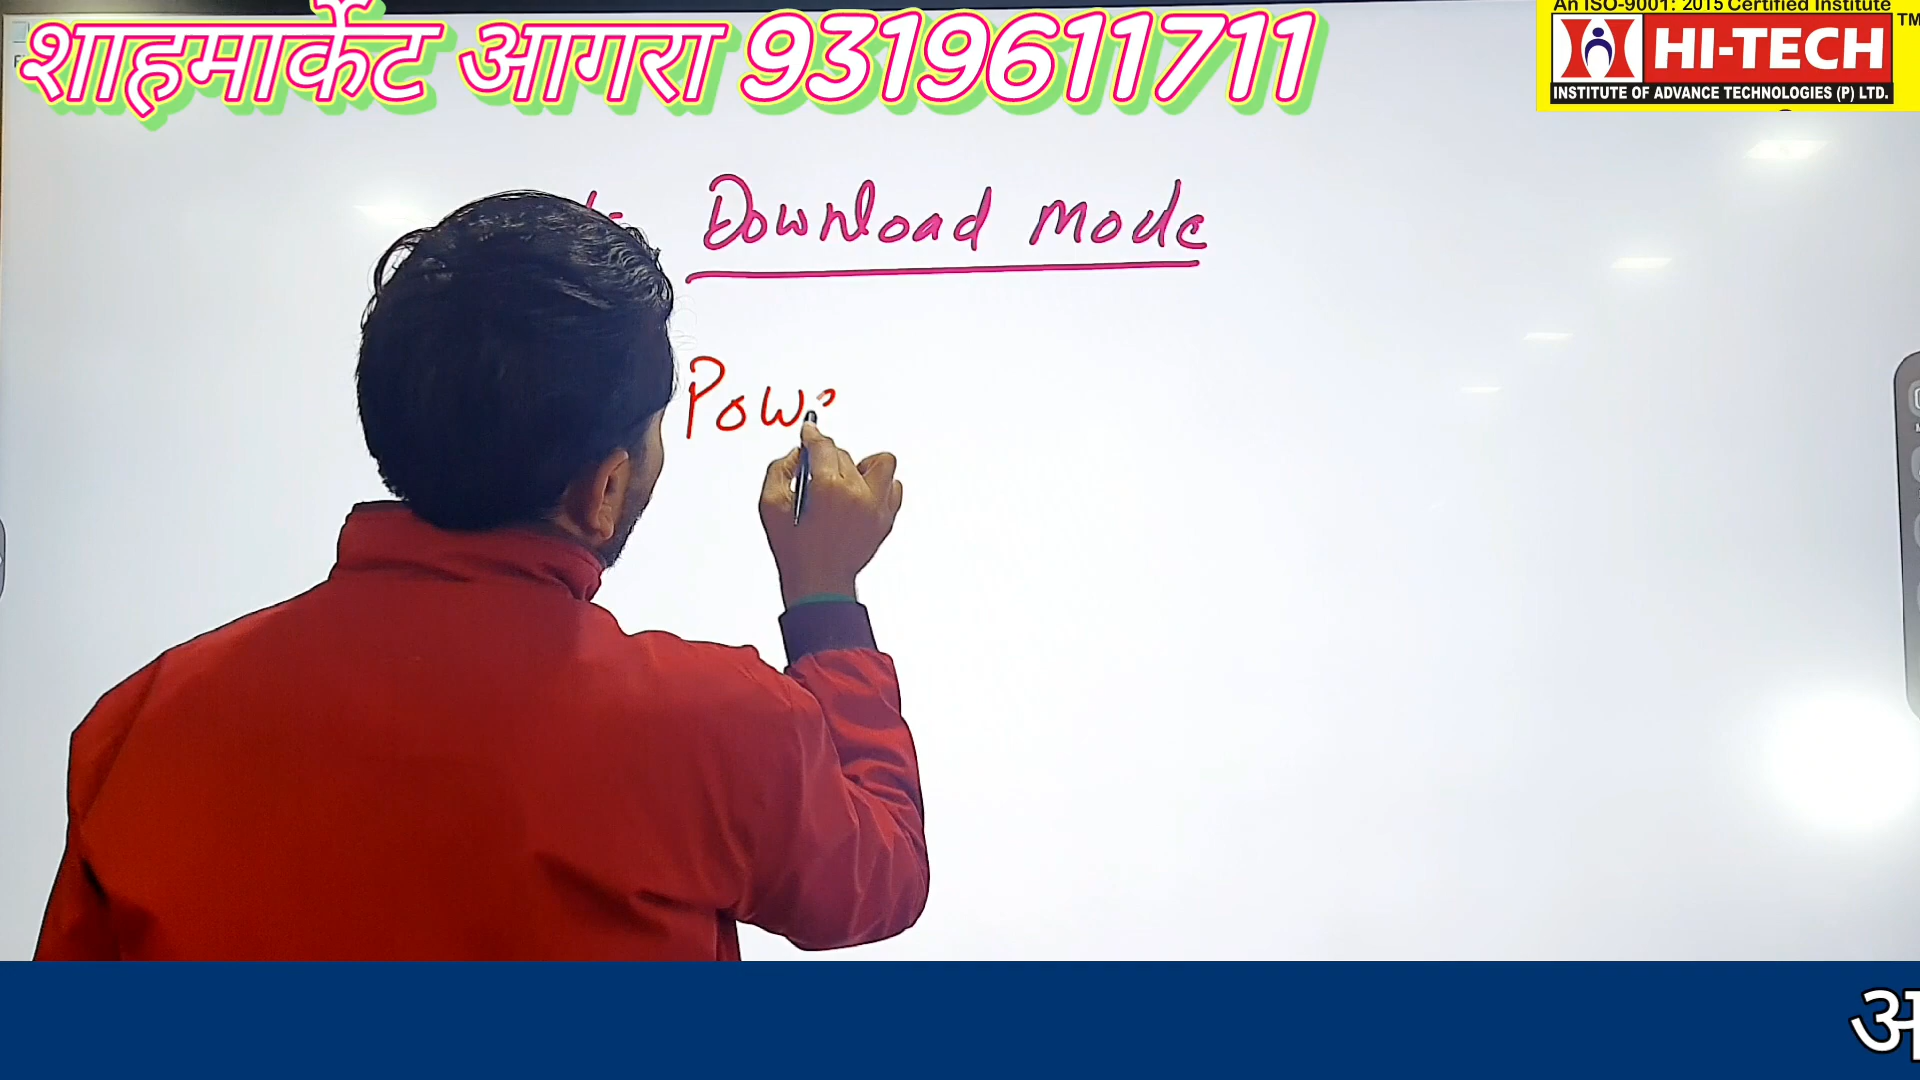 An ISO-9001: 2015 Certified Institute
शाहमार्केट आगरा 9319611711
HI-TECH
TM
INSTITUTE OF ADVANCE TECHNOLOGIES (P) LTD.
Download Mode
Pow